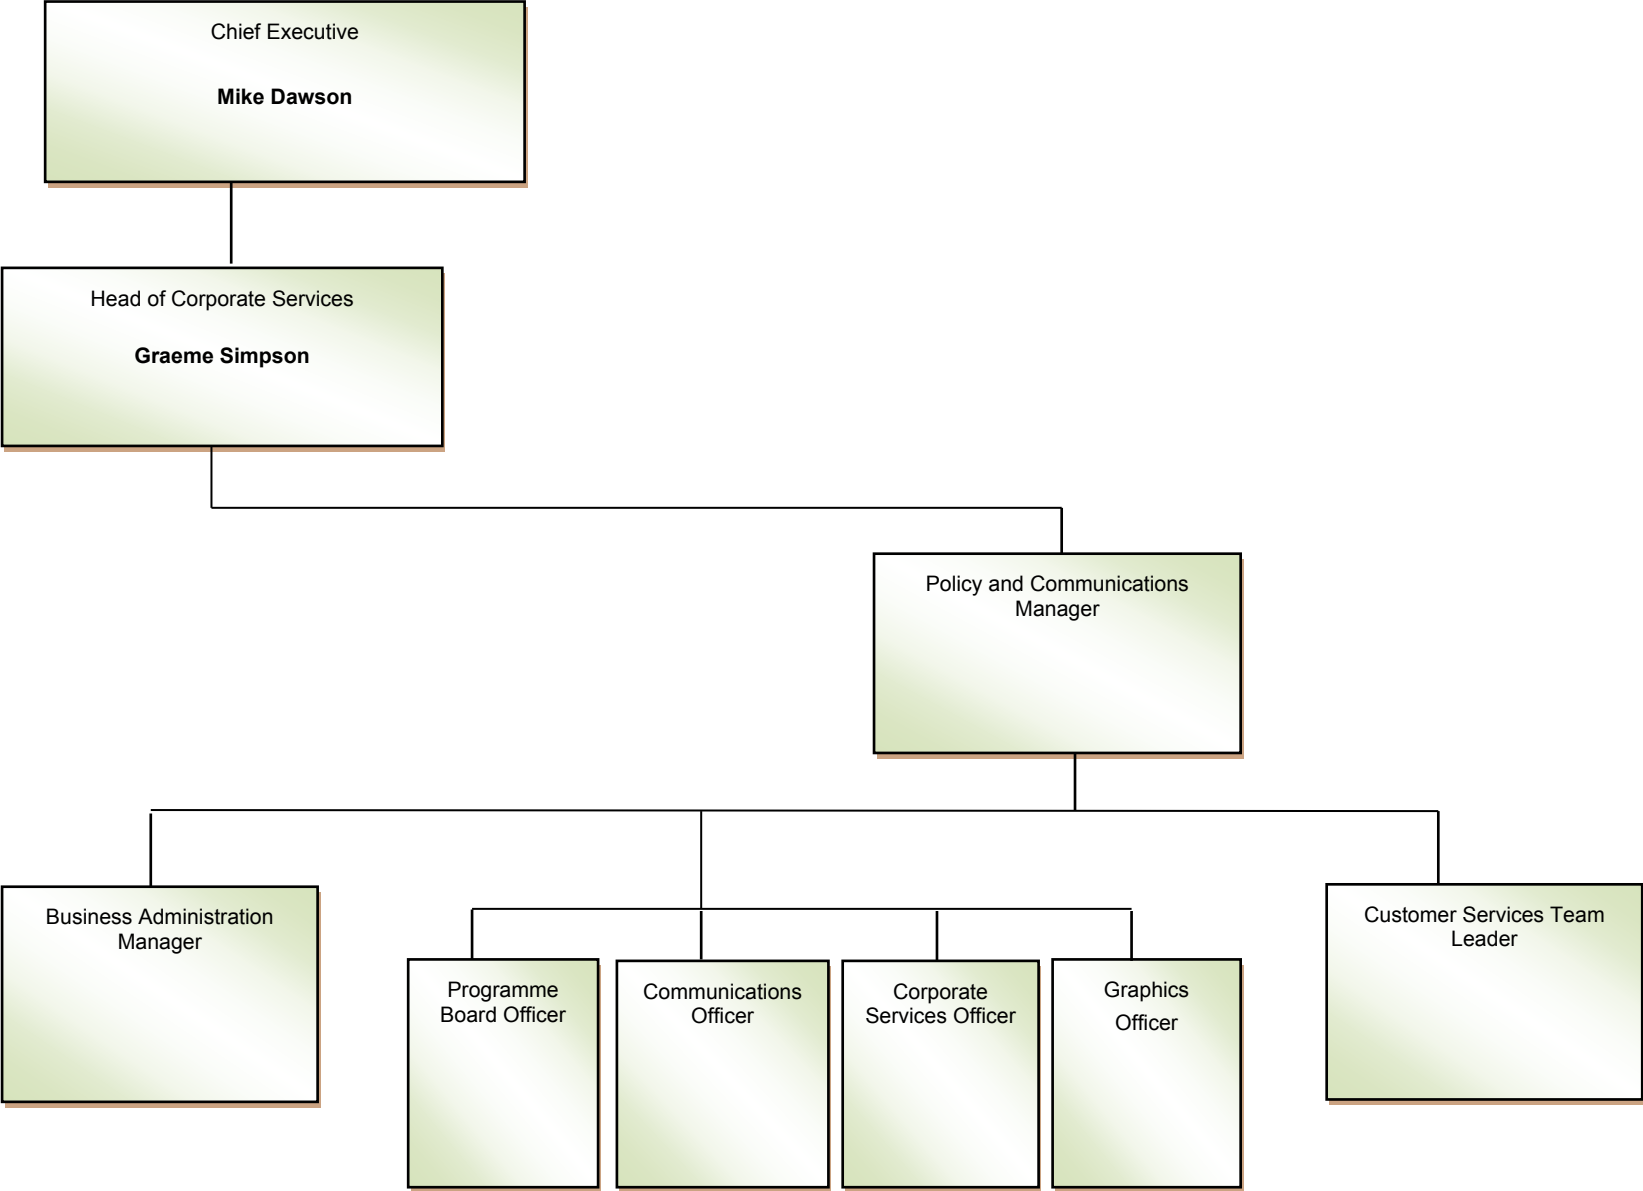 Chief Executive
Mike Dawson
Head of Corporate Services
Graeme Simpson
Policy and Communications
Manager
Business Administration
Manager
Programme
Board Officer
Communications
Officer
Corporate
Services Officer
Graphics
Officer
Customer Services Team
Leader